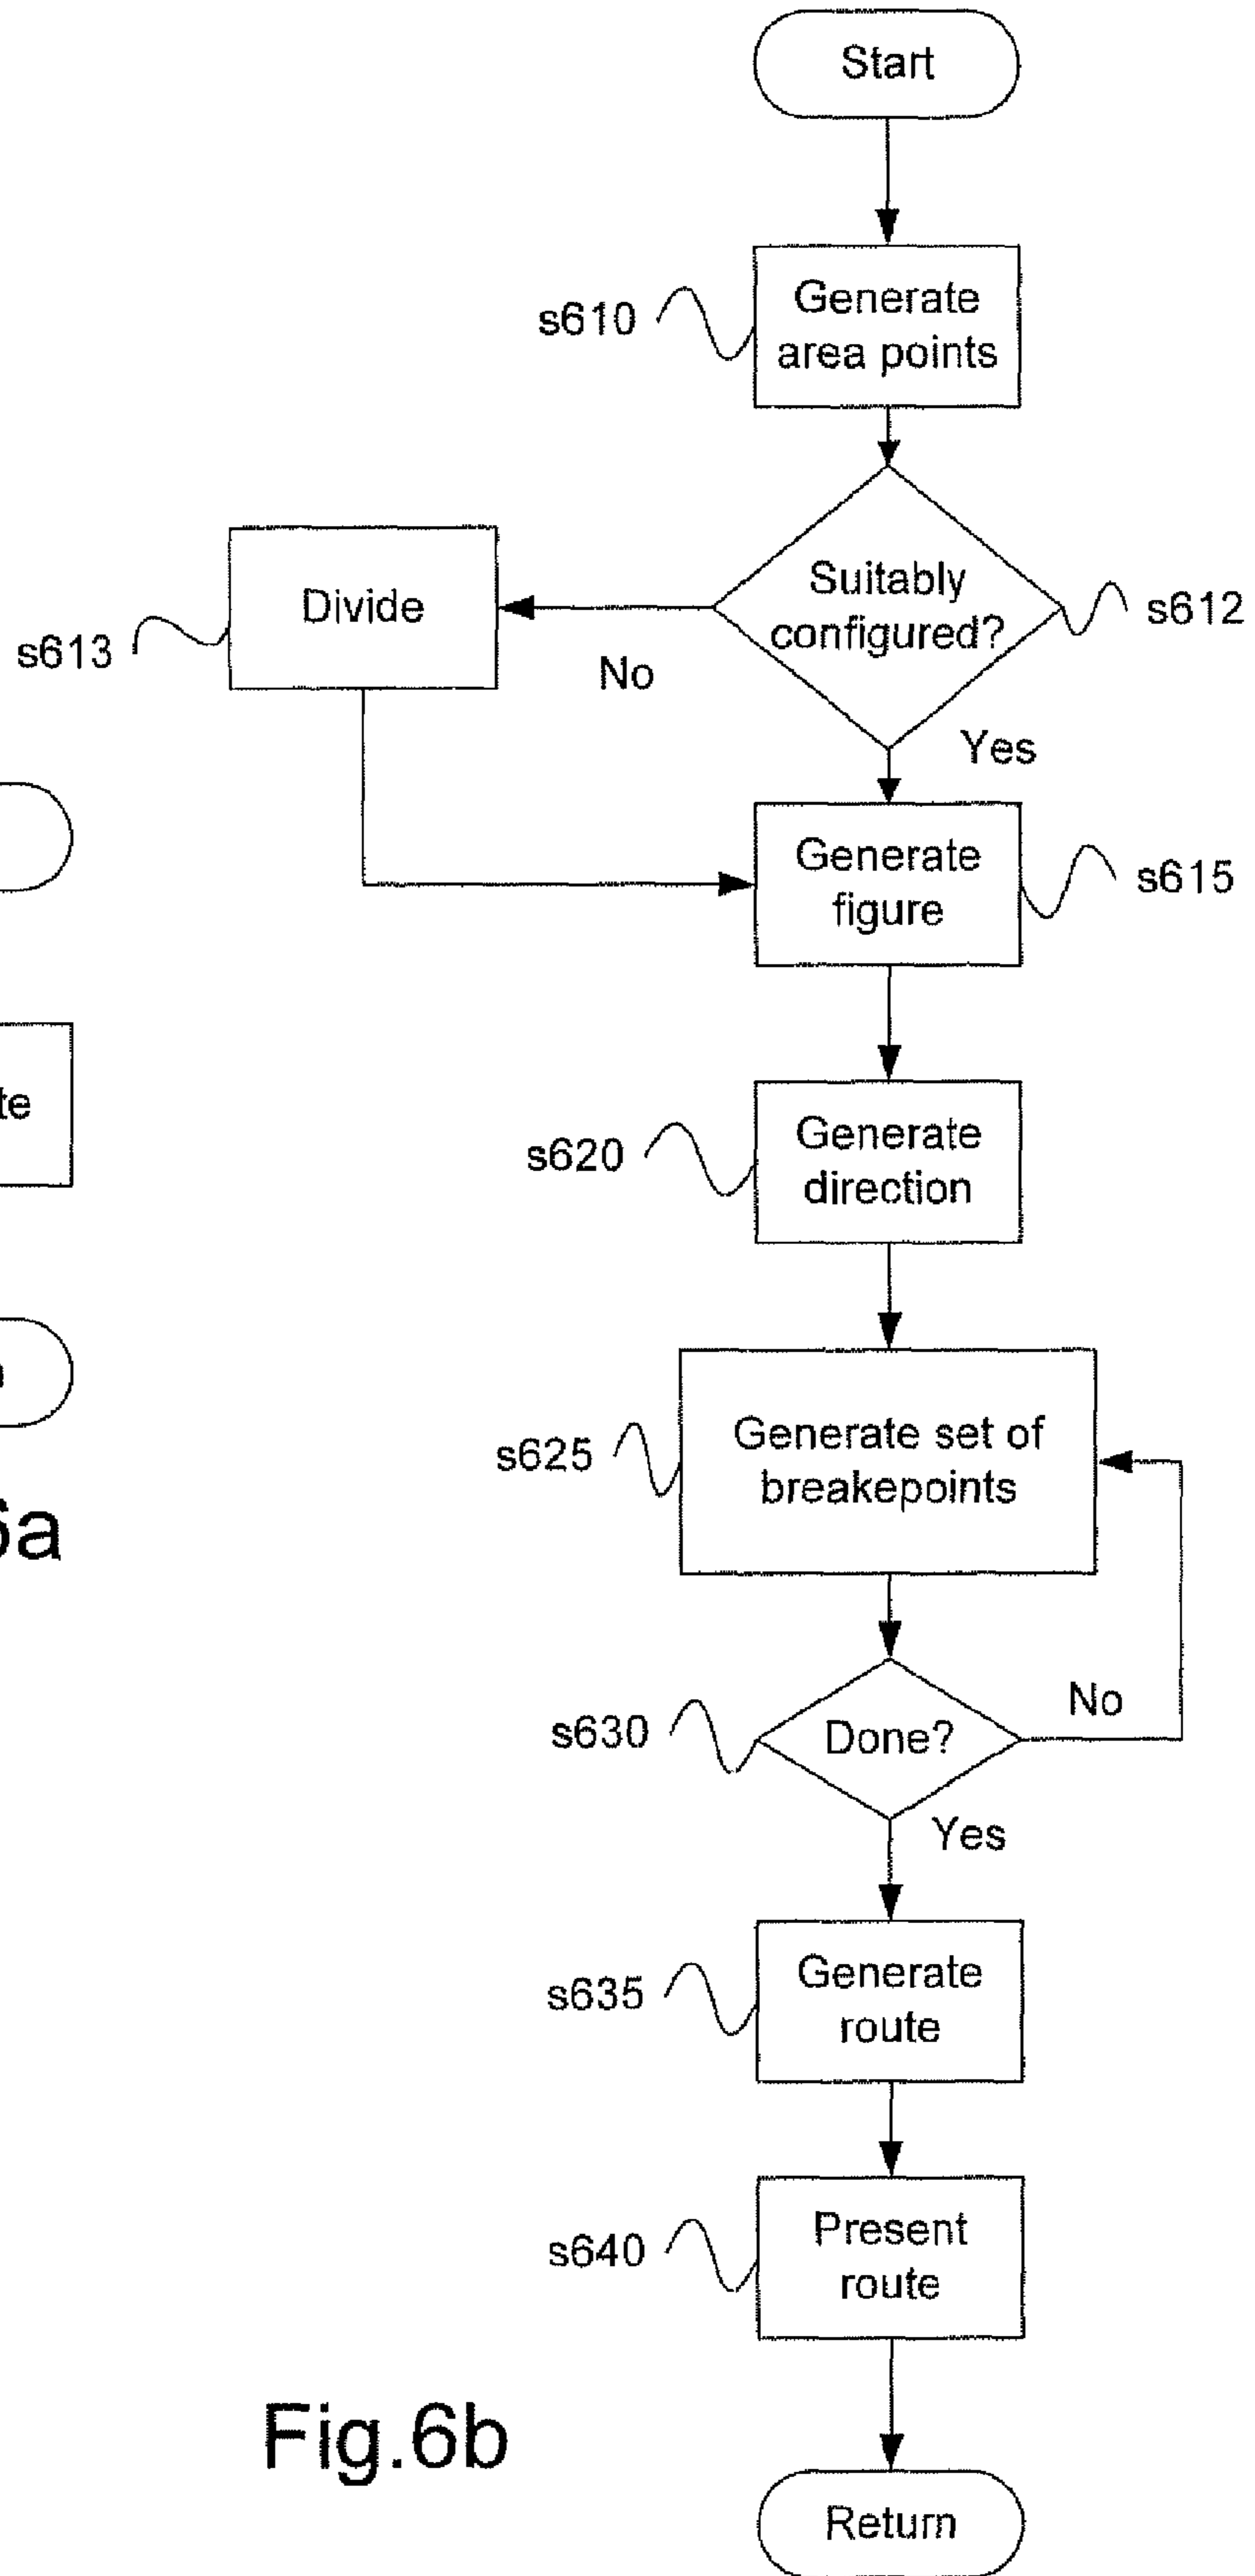 Start
s610
Generate
area points
Suitably
configured?
s612
Divide
s613
No
Yes
Generate
figure
s615
te
s620
Generate
direction
s625
Generate set of
breakepoints
6a
s630
Done?
No
Yes
s635
Generate
route
s640
Present
route
Fig.6b
Return